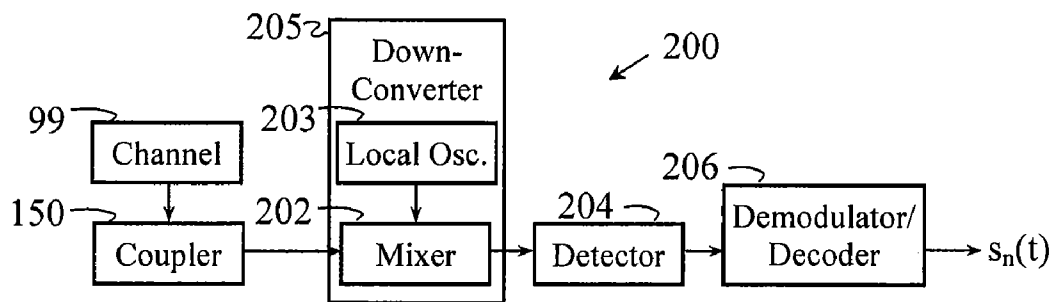 205
Down-
Converter
200
99
203
Channel
Local Osc.
206
150
202
204
Demodulator/
Decoder
Coupler
Mixer
Detector
sₙ(t)